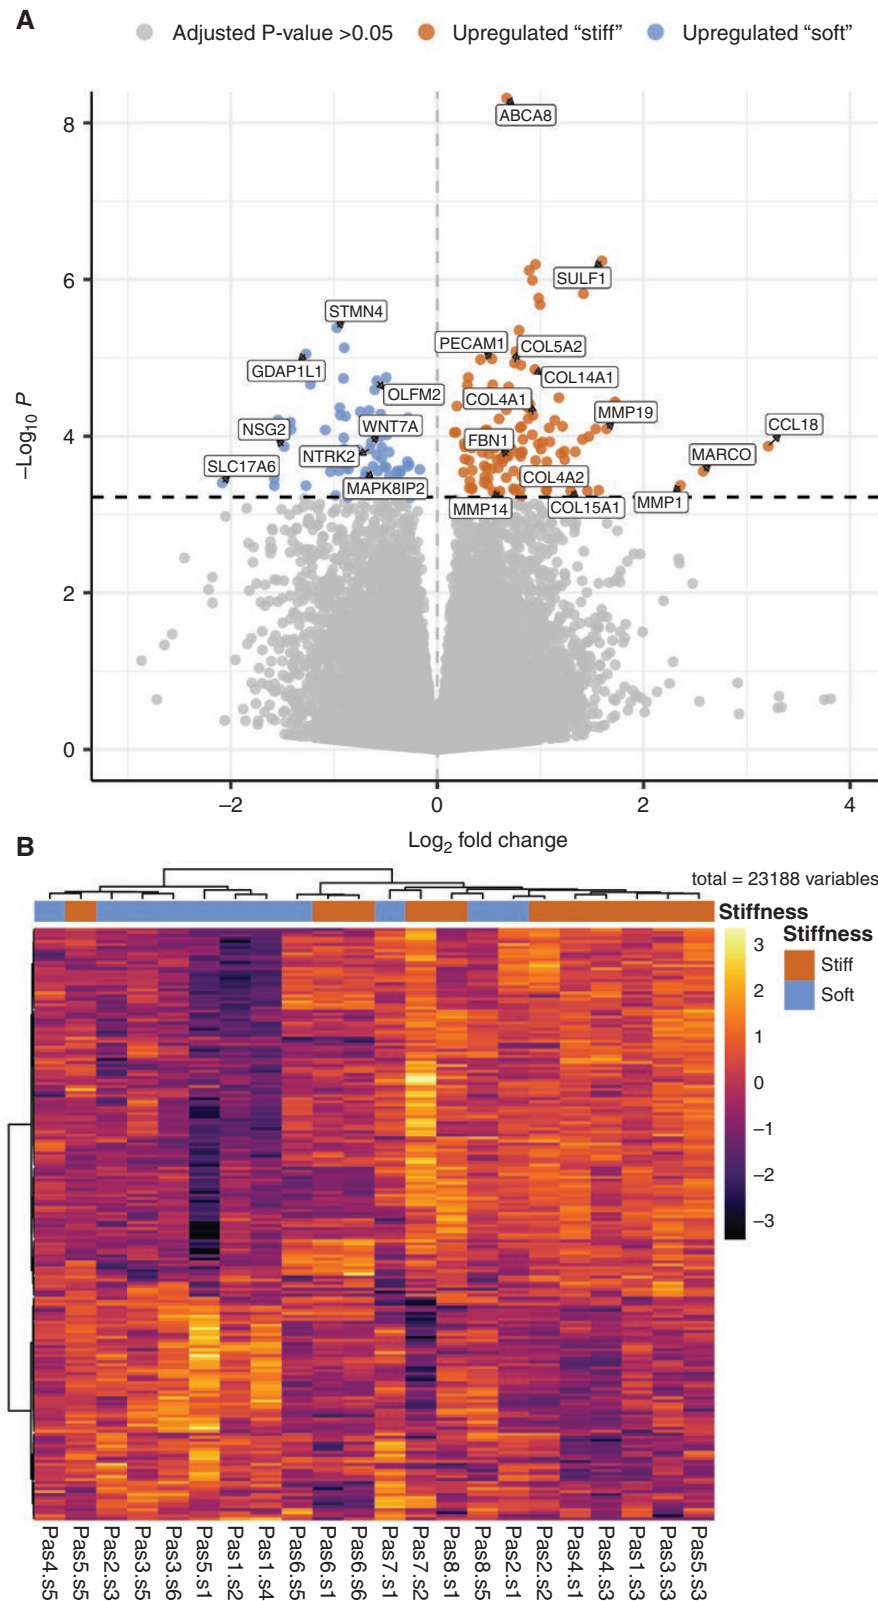 A
Adjusted P-value >0.05
Upregulated “stiff”
Upregulated “soft”
−Log10 P
8
6
4
2
0
ABCA8
SULF1
STMN4
PECAM1
COL5A2
GDAP1L1
COL14A1
OLFM2
COL4A1
MMP19
WNT7A
NSG2
CCL18
FBN1
NTRK2
MARCO
SLC17A6
COL4A2
MAPK8IP2
MMP1
MMP14
COL15A1
−2
0
2
4
Log2 fold change
B
total = 23188 variables
Stiffness
Stiffness
Stiff
Soft
3
2
1
0
−1
−2
−3
Pas4.s5
Pas5.s5
Pas2.s3
Pas3.s5
Pas3.s6
Pas5.s1
Pas1.s2
Pas1.s4
Pas6.s5
Pas6.s1
Pas6.s6
Pas7.s1
Pas7.s2
Pas8.s1
Pas8.s5
Pas2.s1
Pas2.s2
Pas4.s1
Pas4.s3
Pas1.s3
Pas3.s3
Pas5.s3